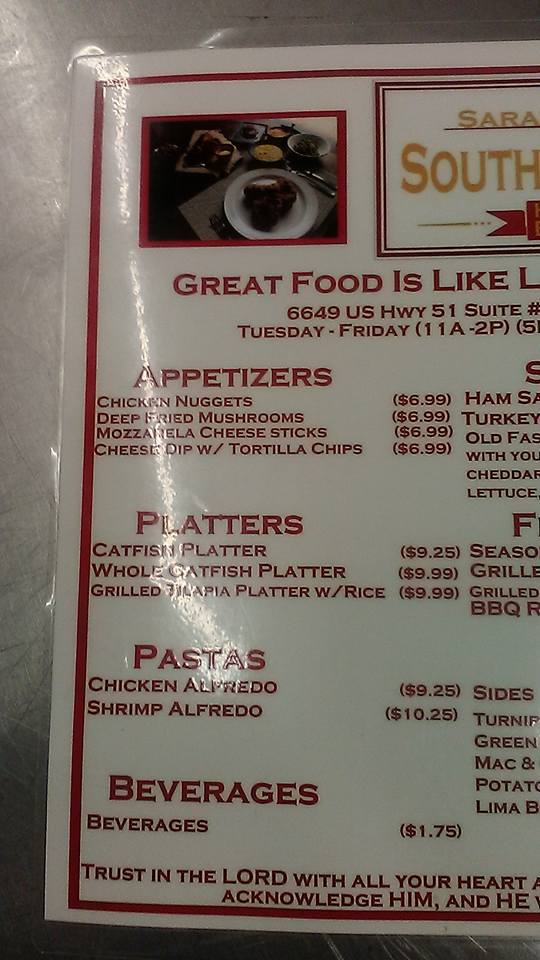 SARA
SOUTH
GREAT FOOD IS LIKE L
6649 US HWY 51 SUITE #
TUESDAY - FRIDAY (11A -2P) (5
APPETIZERS
CHICKEN NUGGETS ($6.99)
DEEP FRIED MUSHROOMS ($6.99)
MOZZARELA CHEESE STICKS ($6.99)
CHEESE DIP W/ TORTILLA CHIPS ($6.99)
PLATTERS
CATFISH PLATTER ($9.25)
WHOLE CATFISH PLATTER ($9.99)
GRILLED TILAPIA PLATTER W/RICE ($9.99)
PASTAS
CHICKEN ALFREDO ($9.25)
SHRIMP ALFREDO ($10.25)
BEVERAGES
BEVERAGES ($1.75)
S
HAM SA
TURKEY
OLD FAS
WITH YOU
CHEDDAR
LETTUCE,
F
SEASO
GRILLE
GRILLED
BBQ R
SIDES
TURNIP
GREEN
MAC &
POTATO
LIMA B
TRUST IN THE LORD WITH ALL YOUR HEART A
ACKNOWLEDGE HIM, AND HE